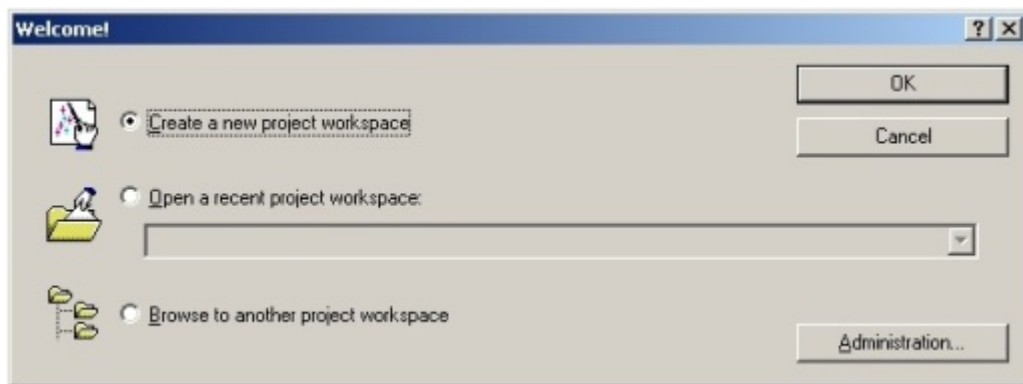 Welcome!
OK
Create a new project workspace
Cancel
Open a recent project workspace:
Browse to another project workspace
Administration...